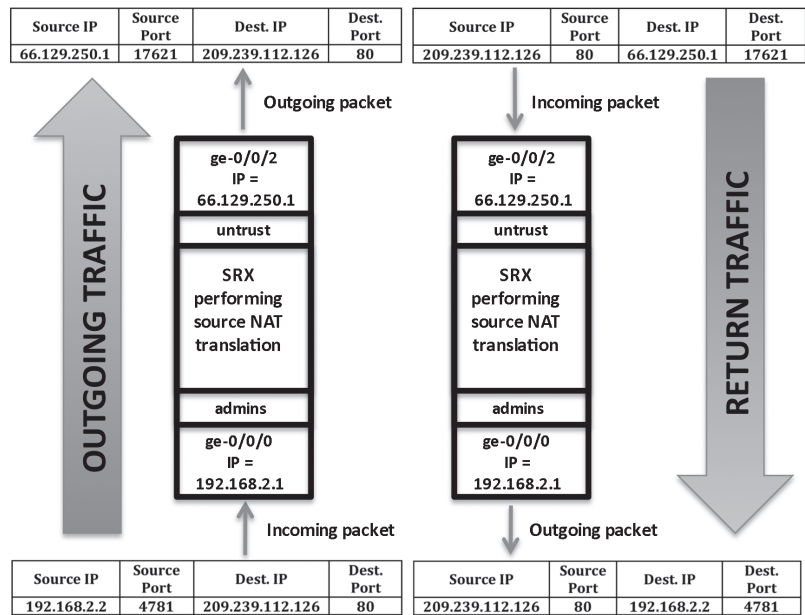 Source IP Source Port Dest. IP Dest. Port
66.129.250.1 17621 209.239.112.126 80
Source IP Source Port Dest. IP Dest. Port
209.239.112.126 80 66.129.250.1 17621
OUTGOING TRAFFIC
Outgoing packet
ge-0/0/2
IP =
66.129.250.1
untrust
SRX
performing
source NAT
translation
admins
ge-0/0/0
IP =
192.168.2.1
Incoming packet
Incoming packet
ge-0/0/2
IP =
66.129.250.1
untrust
SRX
performing
source NAT
translation
admins
ge-0/0/0
IP =
192.168.2.1
Outgoing packet
RETURN TRAFFIC
Source IP Source Port Dest. IP Dest. Port
192.168.2.2 4781 209.239.112.126 80
Source IP Source Port Dest. IP Dest. Port
209.239.112.126 80 192.168.2.2 4781